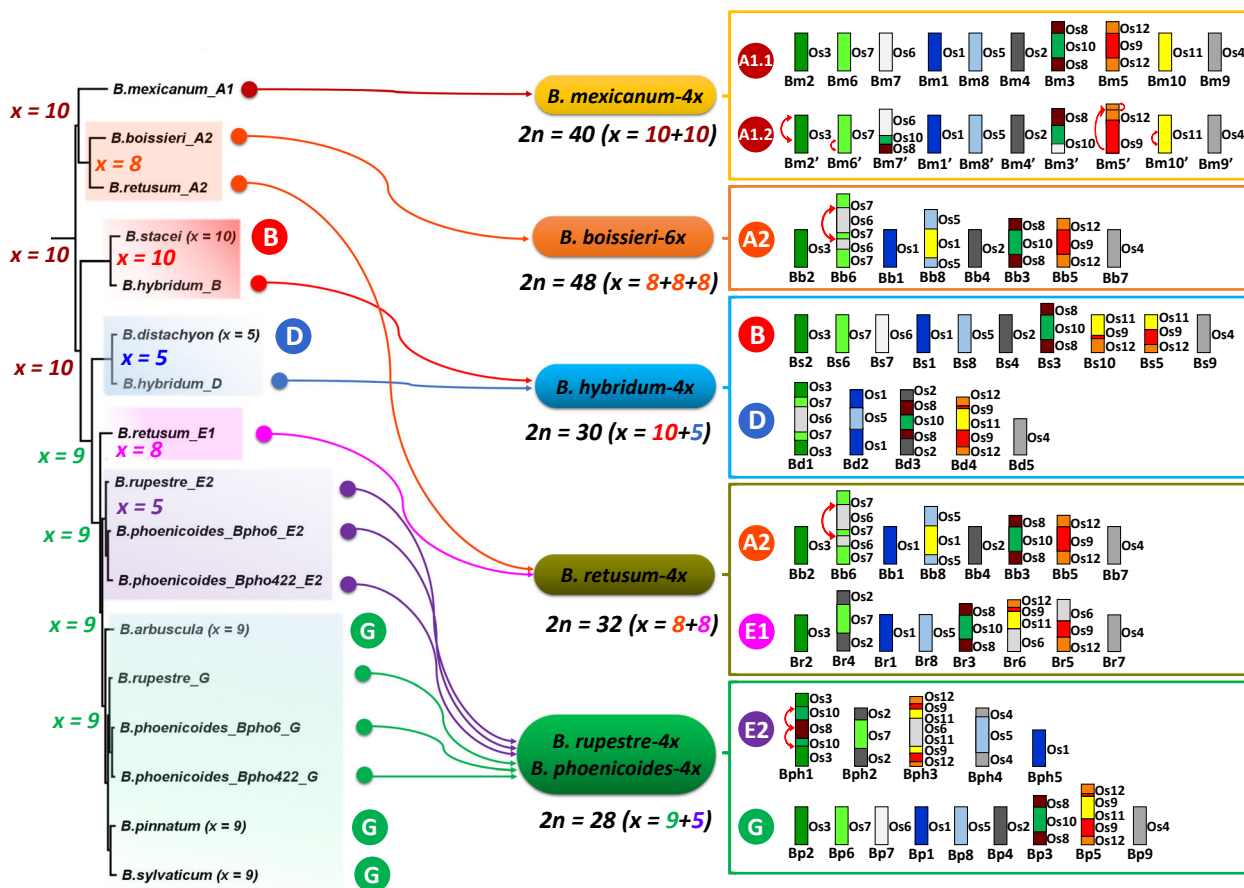 B.mexicanum_A1
x = 10
B.boissieri_A2
x = 8
B.retusum_A2
x = 10
B.stacei (x = 10)
B
x = 10
B.hybridum_B
x = 10
B.distachyon (x = 5)
D
x = 5
B.hybridum_D
B.retusum_E1
x = 9
x = 8
B.rupestre_E2
x = 5
x = 9
B.phoenicoides_Bpho6_E2
B.phoenicoides_Bpho422_E2
x = 9
B.arbuscula (x = 9)
G
B.rupestre_G
x = 9
B.phoenicoides_Bpho6_G
B.phoenicoides_Bpho422_G
B.pinnatum (x = 9)
G
B.sylvaticum (x = 9)
G
B. mexicanum-4x
2n = 40 (x = 10+10)
B. boissieri-6x
2n = 48 (x = 8+8+8)
B. hybridum-4x
2n = 30 (x = 10+5)
B. retusum-4x
2n = 32 (x = 8+8)
B. rupestre-4x
B. phoenicoides-4x
2n = 28 (x = 9+5)
A1.1
Os3 Os7 Os6 Os1 Os5 Os2 Os8 Os10 Os8 Os12 Os9 Os12 Os11 Os4
Bm2 Bm6 Bm7 Bm1 Bm8 Bm4 Bm3 Bm5 Bm10 Bm9
A1.2
Os3 Os7 Os6 Os10 Os8 Os1 Os5 Os2 Os8 Os10 Os12 Os9 Os11 Os4
Bm2’ Bm6’ Bm7’ Bm1’ Bm8’ Bm4’ Bm3’ Bm5’ Bm10’ Bm9’
A2
Os3 Os7 Os6 Os7 Os6 Os7 Os1 Os5 Os1 Os5 Os2 Os8 Os10 Os8 Os12 Os9 Os12 Os4
Bb2 Bb6 Bb1 Bb8 Bb4 Bb3 Bb5 Bb7
B
Os3 Os7 Os6 Os1 Os5 Os2 Os8 Os10 Os8 Os11 Os9 Os12 Os11 Os9 Os12 Os4
Bs2 Bs6 Bs7 Bs1 Bs8 Bs4 Bs3 Bs10 Bs5 Bs9
D
Os3 Os7 Os6 Os7 Os3 Os1 Os5 Os1 Os2 Os8 Os10 Os8 Os2 Os12 Os9 Os11 Os9 Os12 Os4
Bd1 Bd2 Bd3 Bd4 Bd5
A2
Os3 Os7 Os6 Os7 Os6 Os7 Os1 Os5 Os1 Os5 Os2 Os8 Os10 Os8 Os12 Os9 Os12 Os4
Bb2 Bb6 Bb1 Bb8 Bb4 Bb3 Bb5 Bb7
E1
Os3 Os2 Os7 Os2 Os1 Os5 Os8 Os10 Os8 Os12 Os9 Os11 Os6 Os6 Os9 Os12 Os4
Br2 Br4 Br1 Br8 Br3 Br6 Br5 Br7
E2
Os3 Os10 Os8 Os10 Os3 Os2 Os7 Os2 Os12 Os9 Os11 Os6 Os11 Os9 Os12 Os4 Os5 Os4 Os1
Bph1 Bph2 Bph3 Bph4 Bph5
G
Os3 Os7 Os6 Os1 Os5 Os2 Os8 Os10 Os8 Os12 Os9 Os11 Os9 Os12 Os4
Bp2 Bp6 Bp7 Bp1 Bp8 Bp4 Bp3 Bp5 Bp9